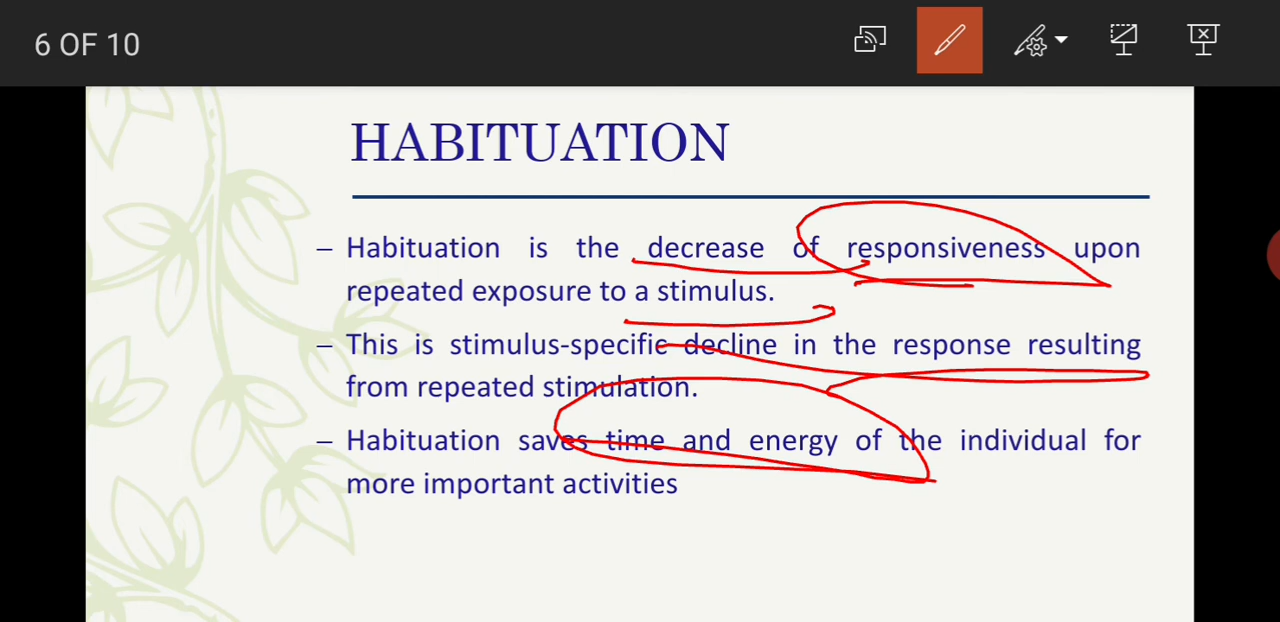 6 OF 10
HABITUATION
– Habituation is the decrease of responsiveness upon
repeated exposure to a stimulus.
– This is stimulus-specific decline in the response resulting
from repeated stimulation.
– Habituation saves time and energy of the individual for
more important activities